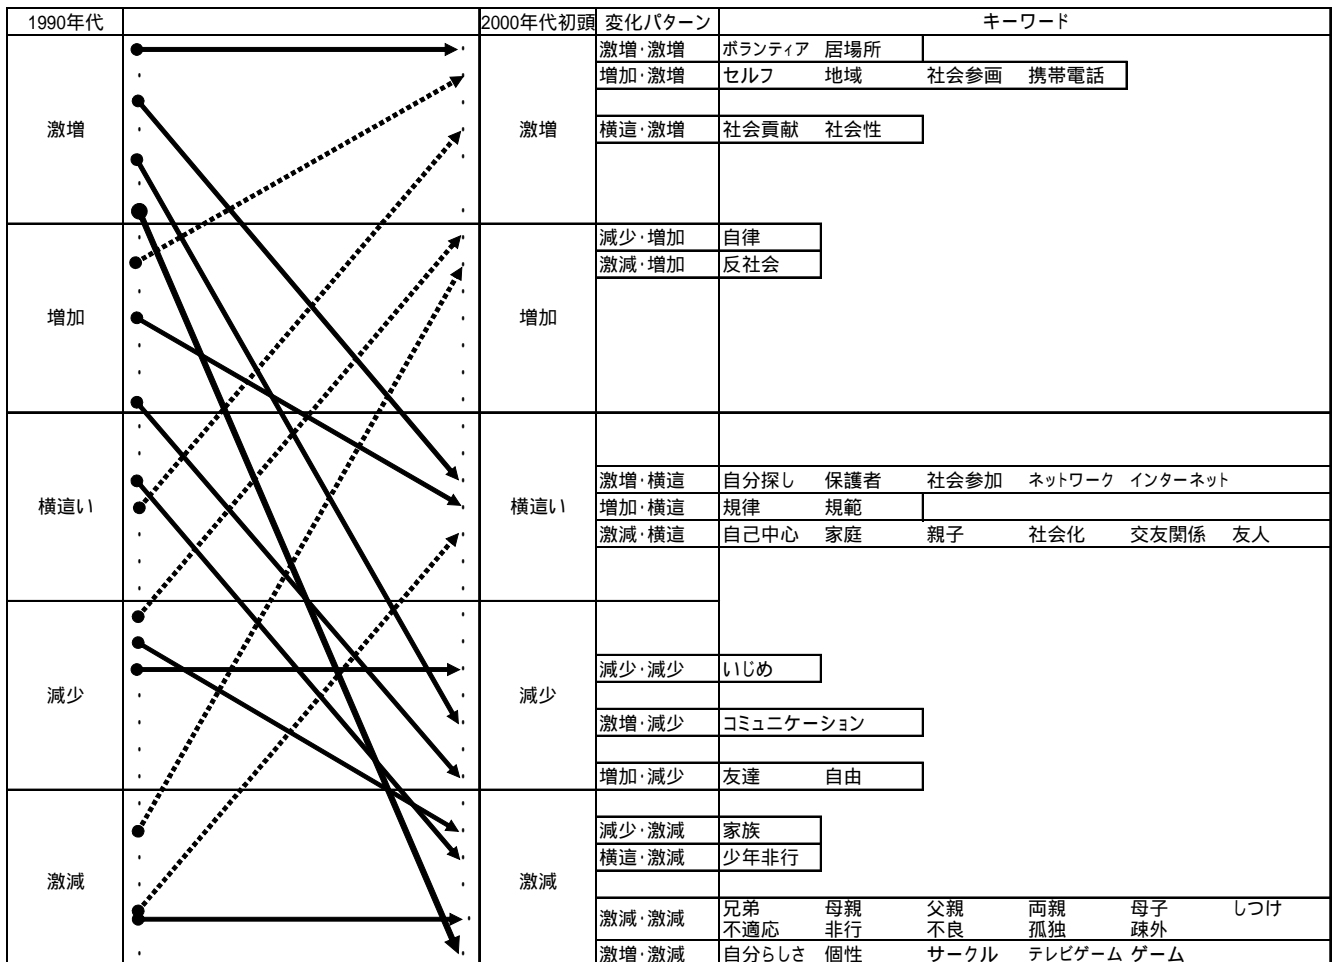 1990年代 2000年代初頭 変化パターン キーワード
激増 激増
激増・激増 ボランティア 居場所
増加・激増 セルフ 地域 社会参画 携帯電話
横這・激増 社会貢献 社会性
増加 増加
減少・増加 自律
激減・増加 反社会
横這い 横這い
激増・横這 自分探し 保護者 社会参加 ネットワーク インターネット
増加・横這 規律 規範
激減・横這 自己中心 家庭 親子 社会化 交友関係 友人
減少 減少
減少・減少 いじめ
激増・減少 コミュニケーション
増加・減少 友達 自由
激減 激減
減少・激減 家族
横這・激減 少年非行
激減・激減 兄弟 母親 父親 両親 母子 しつけ
不適応 非行 不良 孤独 疎外
激増・激減 自分らしさ 個性 サークル テレビゲーム ゲーム